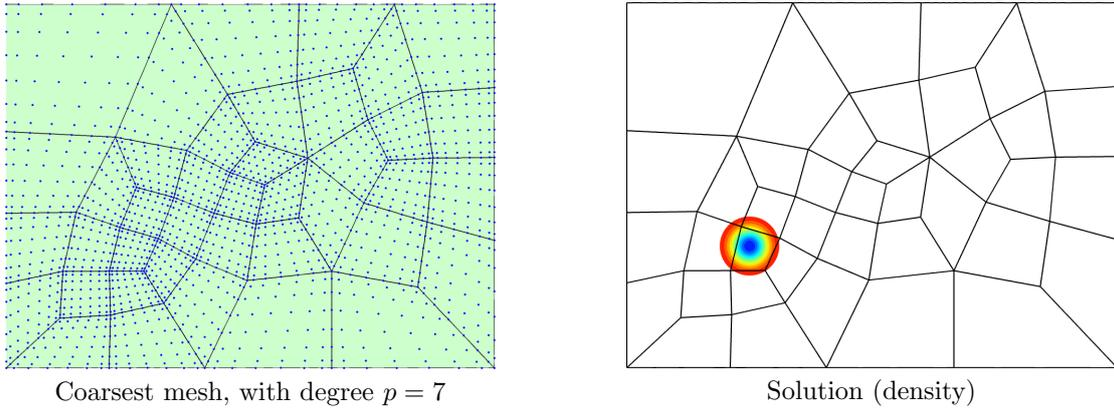 Coarsest mesh, with degree p = 7
Solution (density)